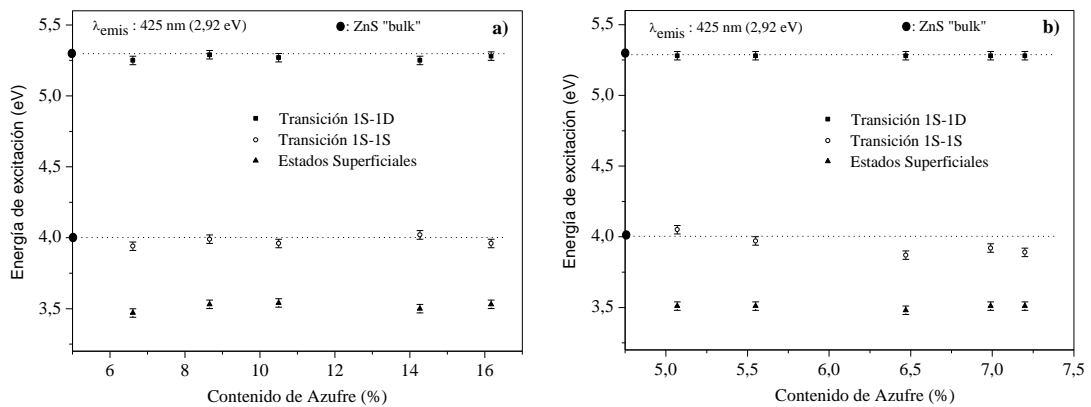 λemis : 425 nm (2,92 eV)
●: ZnS "bulk"
a)
5,5
5,0
4,5
4,0
3,5
Energía de excitación (eV)
■ Transición 1S-1D
○ Transición 1S-1S
▲ Estados Superficiales
6 8 10 12 14 16
Contenido de Azufre (%)
λemis : 425 nm (2,92 eV)
●: ZnS "bulk"
b)
5,5
5,0
4,5
4,0
3,5
Energía de excitación (eV)
■ Transición 1S-1D
○ Transición 1S-1S
▲ Estados Superficiales
5,0 5,5 6,0 6,5 7,0 7,5
Contenido de Azufre (%)